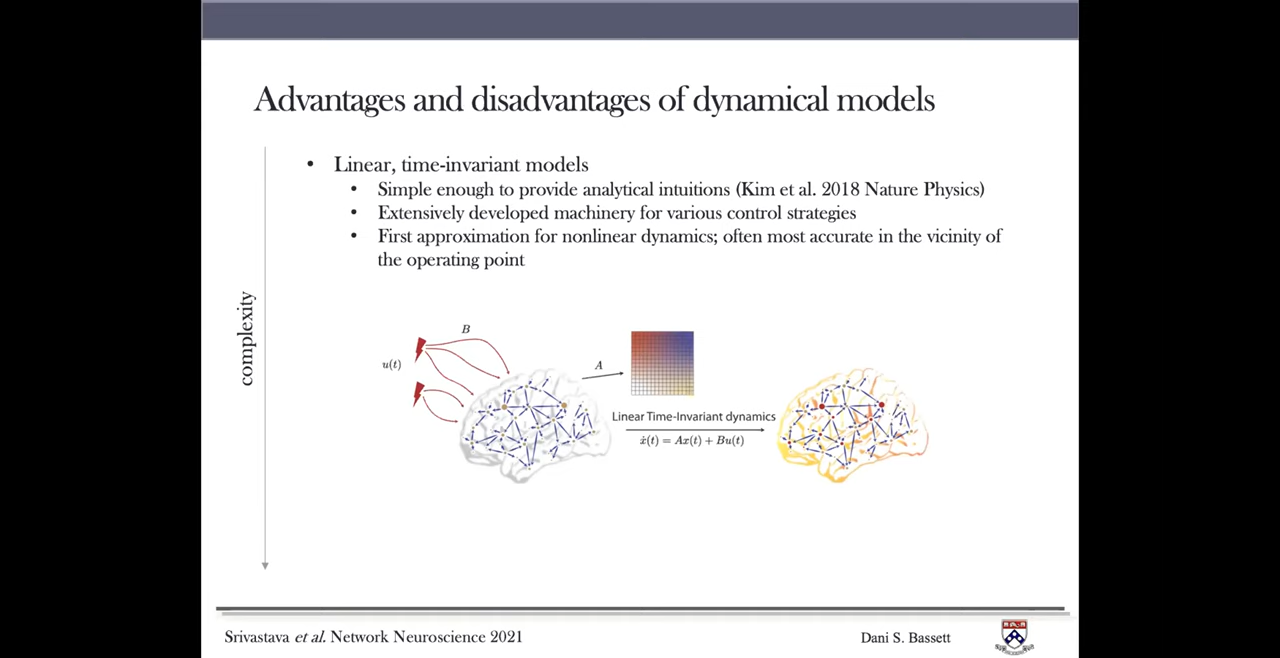 Advantages and disadvantages of dynamical models
• Linear, time-invariant models
• Simple enough to provide analytical intuitions (Kim et al. 2018 Nature Physics)
• Extensively developed machinery for various control strategies
• First approximation for nonlinear dynamics; often most accurate in the vicinity of
the operating point
complexity
B
u(t)
A
Linear Time-Invariant dynamics
ẋ(t) = Ax(t) + Bu(t)
Srivastava et al. Network Neuroscience 2021
Dani S. Bassett